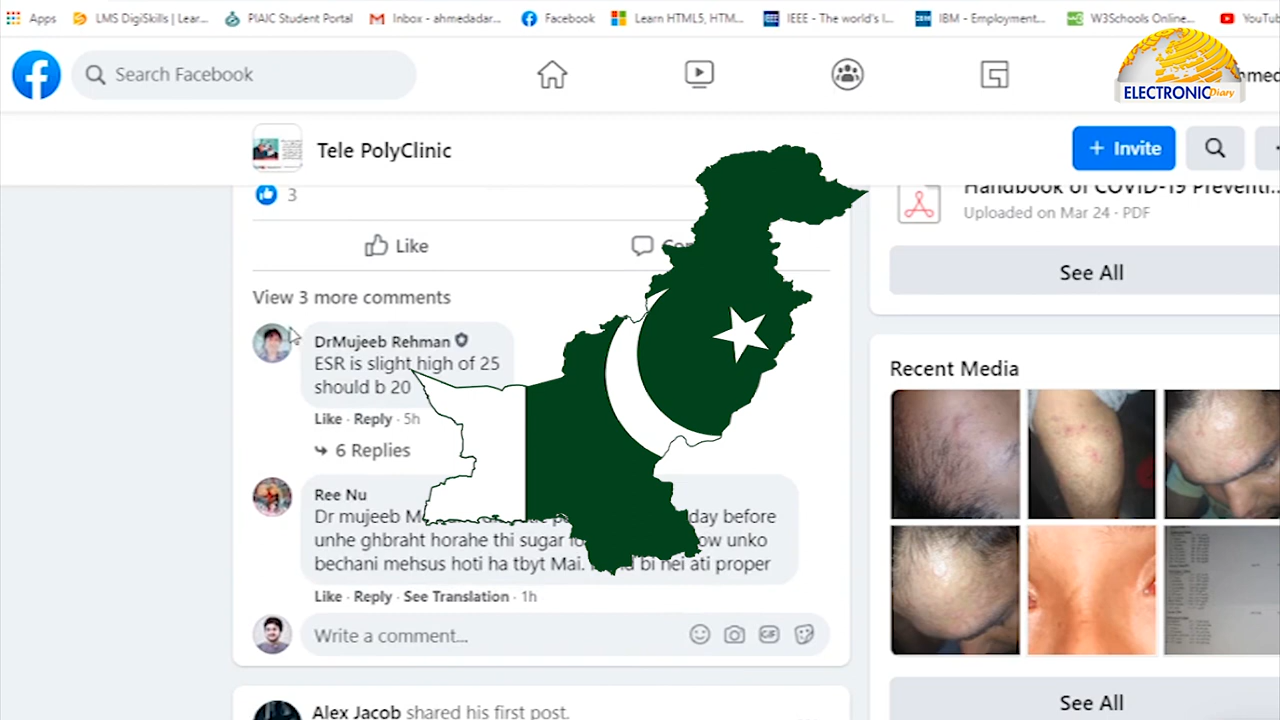 Apps
LMS DigiSkills | Lear...
PIAIC Student Portal
Inbox - ahmedadar...
Facebook
Learn HTML5, HTM...
IEEE - The world's l...
IBM - Employment...
W3Schools Online...
YouTub
Search Facebook
ELECTRONIC Diary
Tele PolyClinic
+ Invite
3
Like
View 3 more comments
DrMujeeb Rehman
ESR is slight high of 25
should b 20
Like · Reply · 5h
6 Replies
Ree Nu
Dr mujeeb day before
unhe ghbraht horahe thi sugar unko
bechani mehsus hoti ha tbyt Mai. bi nei ati proper
Like · Reply · See Translation · 1h
Write a comment...
GIF
Alex Jacob shared his first post.
Handbook of COVID-19 Preventi...
Uploaded on Mar 24 · PDF
See All
Recent Media
See All